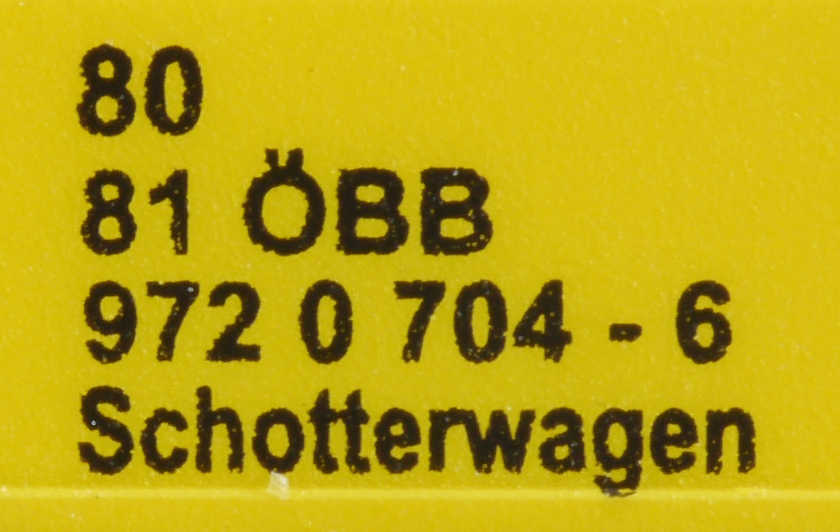 80
81 ÖBB
972 0 704 - 6
Schotterwagen